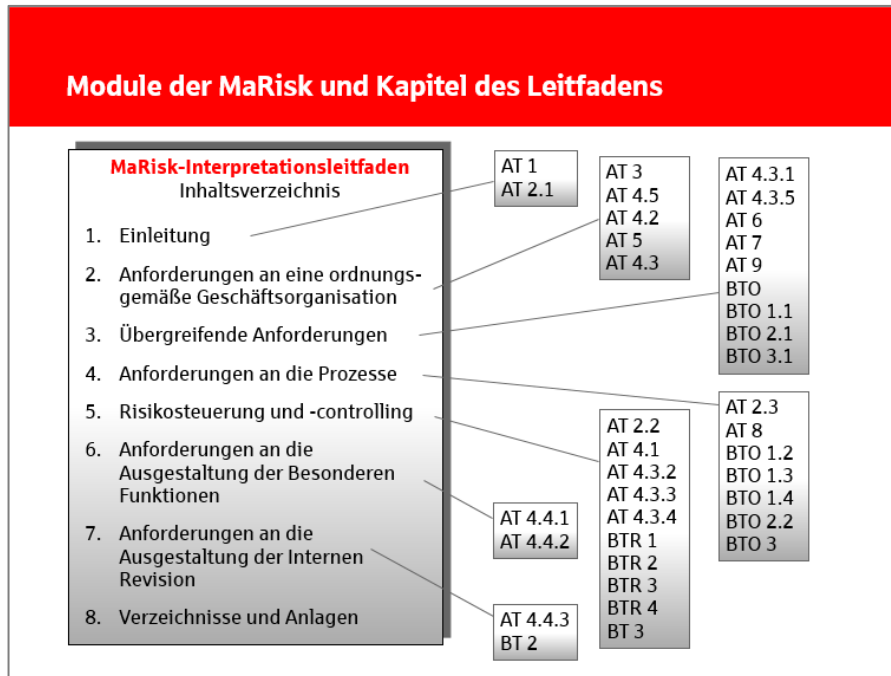 Module der MaRisk und Kapitel des Leitfadens
MaRisk-Interpretationsleitfaden
Inhaltsverzeichnis
1. Einleitung
2. Anforderungen an eine ordnungs-
gemäße Geschäftsorganisation
3. Übergreifende Anforderungen
4. Anforderungen an die Prozesse
5. Risikosteuerung und -controlling
6. Anforderungen an die
Ausgestaltung der Besonderen
Funktionen
7. Anforderungen an die
Ausgestaltung der Internen
Revision
8. Verzeichnisse und Anlagen
AT 1
AT 2.1
AT 3
AT 4.5
AT 4.2
AT 5
AT 4.3
AT 4.3.1
AT 4.3.5
AT 6
AT 7
AT 9
BTO
BTO 1.1
BTO 2.1
BTO 3.1
AT 2.3
AT 8
BTO 1.2
BTO 1.3
BTO 1.4
BTO 2.2
BTO 3
AT 2.2
AT 4.1
AT 4.3.2
AT 4.3.3
AT 4.3.4
BTR 1
BTR 2
BTR 3
BTR 4
BT 3
AT 4.4.1
AT 4.4.2
AT 4.4.3
BT 2